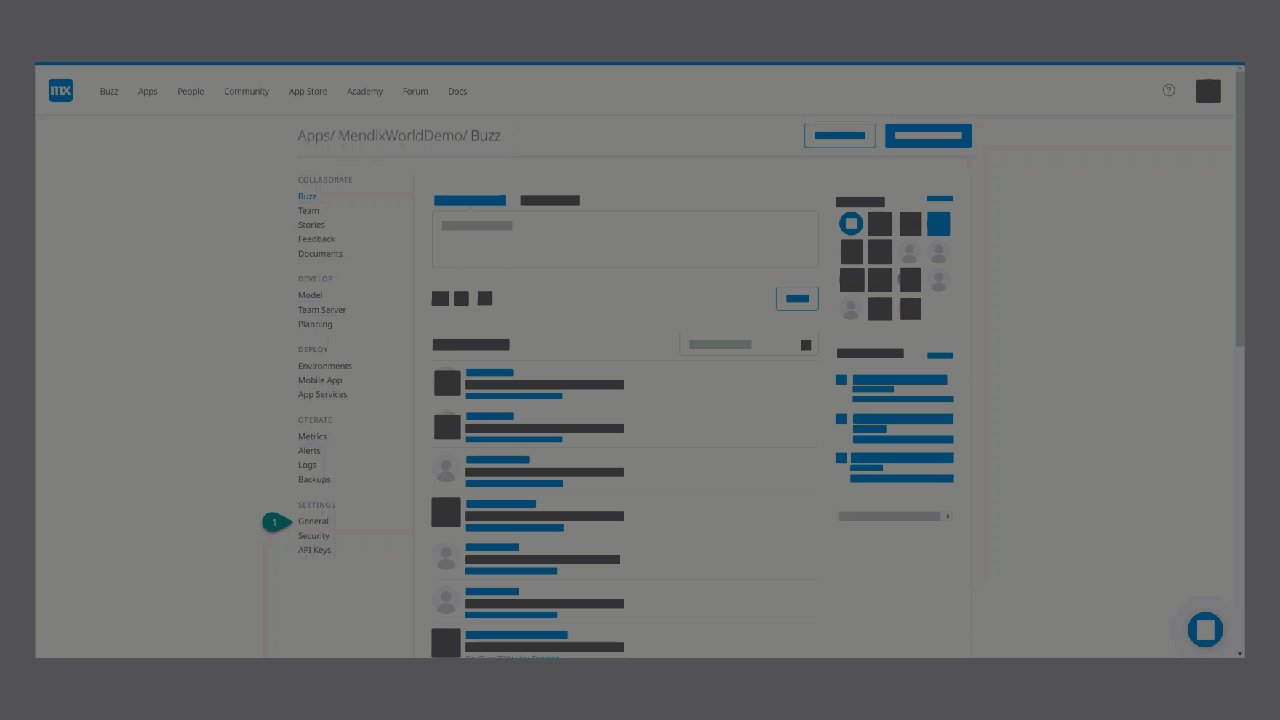 mx
Buzz Apps People Community App Store Academy Forum Docs
?
Apps/ MendixWorldDemo/ Buzz
COLLABORATE
Buzz
Team
Stories
Feedback
Documents
DEVELOP
Model
Team Server
Planning
DEPLOY
Environments
Mobile App
App Services
OPERATE
Metrics
Alerts
Logs
Backups
SETTINGS
1
General
Security
API Keys